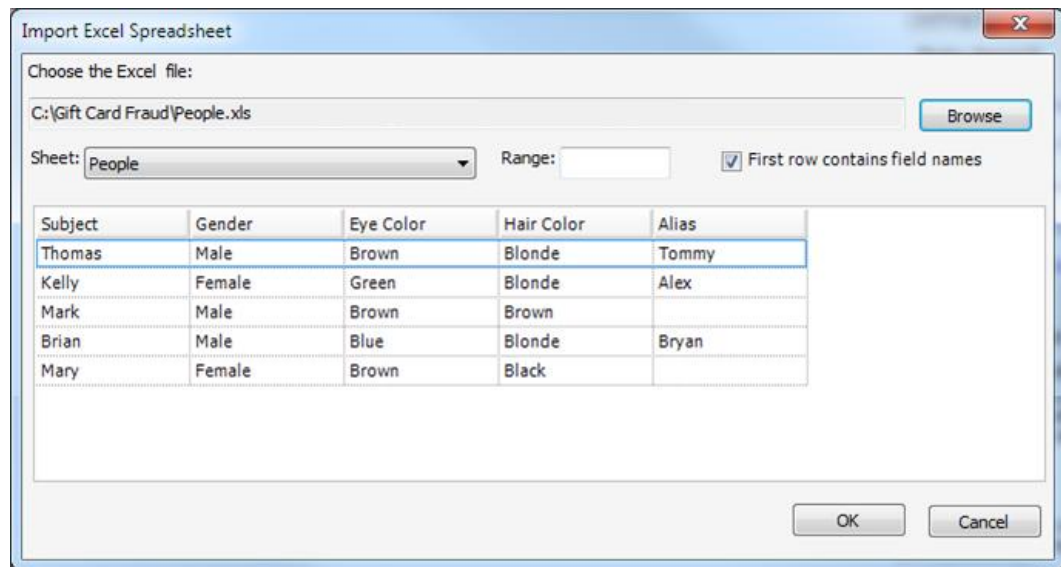 Import Excel Spreadsheet
Choose the Excel file:
C:\Gift Card Fraud\People.xls
Browse
Sheet: People Range: First row contains field names
Subject Gender Eye Color Hair Color Alias
Thomas Male Brown Blonde Tommy
Kelly Female Green Blonde Alex
Mark Male Brown Brown
Brian Male Blue Blonde Bryan
Mary Female Brown Black
OK Cancel